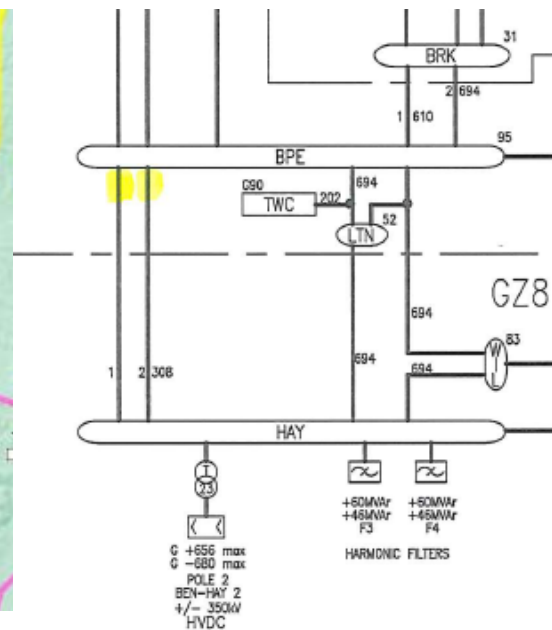 31
BRK
2 694
1 610
95
BPE
694
G90
202
TWC
52
LTN
GZ8
694
83
WIL
694
694
1 2 308
HAY
T
23
+60MVAr +60MVAr
+46MVAr +46MVAr
F3 F4
HARMONIC FILTERS
G +656 max
G -680 max
POLE 2
BEN-HAY 2
+/- 350kV
HVDC